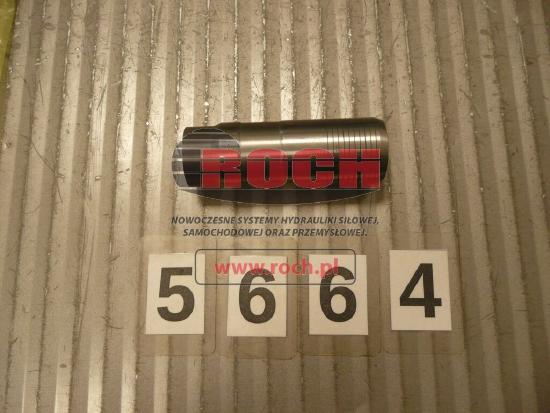 ROCH
NOWOCZESNE SYSTEMY HYDRAULIKI SIŁOWEJ,
SAMOCHODOWEJ ORAZ PRZEMYSŁOWEJ.
www.roch.pl
5 6 6 4